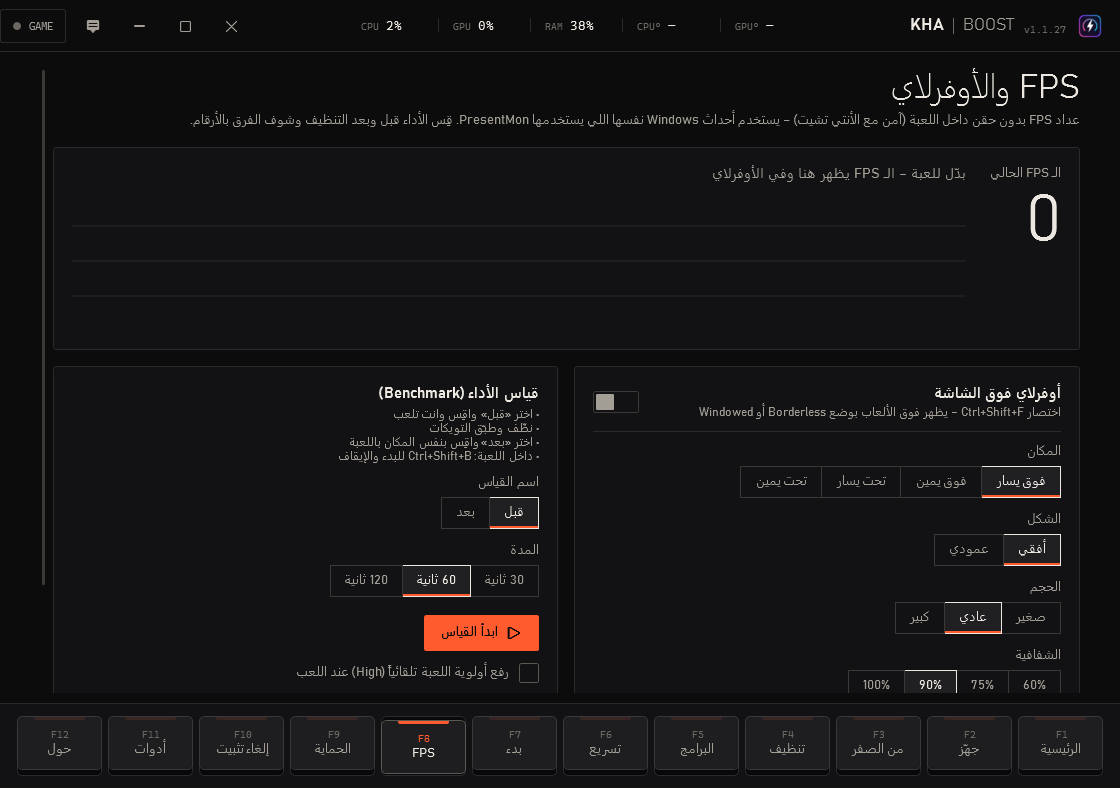 KHA | BOOST v1.1.27
CPU 2%
GPU 0%
RAM 38%
CPU° —
GPU° —
GAME
FPS والأوفرلاي
عداد FPS بدون حقن داخل اللعبة (آمن مع الأنتي تشيت) – يستخدم أحداث Windows نفسها اللي يستخدمها PresentMon. قِس الأداء قبل وبعد التنظيف وشوف الفرق بالأرقام.
الـ FPS الحالي
0
بدّل للعبة – الـ FPS يظهر هنا وفي الأوفرلاي
أوفرلاي فوق الشاشة
اختصار Ctrl+Shift+F – يظهر فوق الألعاب بوضع Borderless أو Windowed
المكان
فوق يسار
فوق يمين
تحت يسار
تحت يمين
الشكل
أفقي
عمودي
الحجم
صغير
عادي
كبير
الشفافية
60%
75%
90%
100%
قياس الأداء (Benchmark)
• اختر «قبل» واقِس وانت تلعب
• نظّف وطبّق التويكات
• اختر «بعد» واقِس بنفس المكان باللعبة
• داخل اللعبة: Ctrl+Shift+B للبدء والإيقاف
اسم القياس
قبل
بعد
المدة
30 ثانية
60 ثانية
120 ثانية
ابدأ القياس
رفع أولوية اللعبة تلقائياً (High) عند اللعب
F1
الرئيسية
F2
جهّز
F3
من الصفر
F4
تنظيف
F5
البرامج
F6
تسريع
F7
بدء
F8
FPS
F9
الحماية
F10
إلغاء تثبيت
F11
أدوات
F12
حول